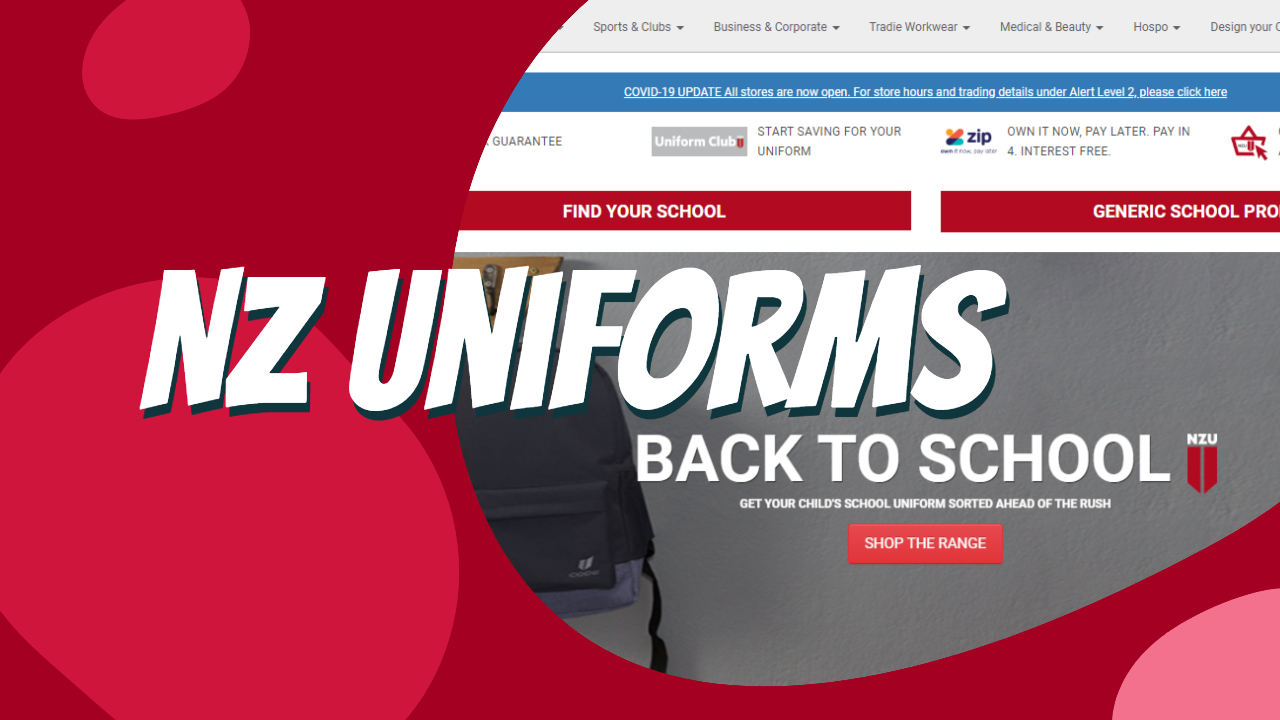 Sports & Clubs Business & Corporate Tradie Workwear Medical & Beauty Hospo Design your
COVID-19 UPDATE All stores are now open. For store hours and trading details under Alert Level 2, please click here
GUARANTEE
Uniform Club
START SAVING FOR YOUR
UNIFORM
zip
own it now, pay later
OWN IT NOW, PAY LATER. PAY IN
4. INTEREST FREE.
FIND YOUR SCHOOL
GENERIC SCHOOL PRO
NZ UNIFORMS
BACK TO SCHOOL
NZU
GET YOUR CHILD'S SCHOOL UNIFORM SORTED AHEAD OF THE RUSH
SHOP THE RANGE